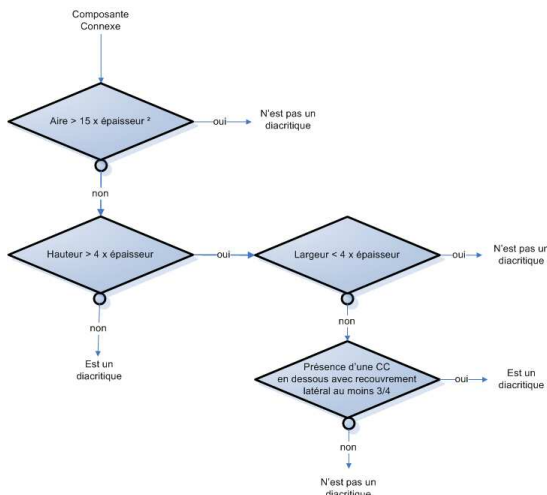 Composante
Connexe
Aire > 15 x épaisseur ²
oui
N'est pas un
diacritique
non
Hauteur > 4 x épaisseur
oui
Largeur < 4 x épaisseur
oui
N'est pas un
diacritique
non
Est un
diacritique
non
Présence d'une CC
en dessous avec recouvrement
latéral au moins 3/4
oui
Est un
diacritique
non
N'est pas un
diacritique